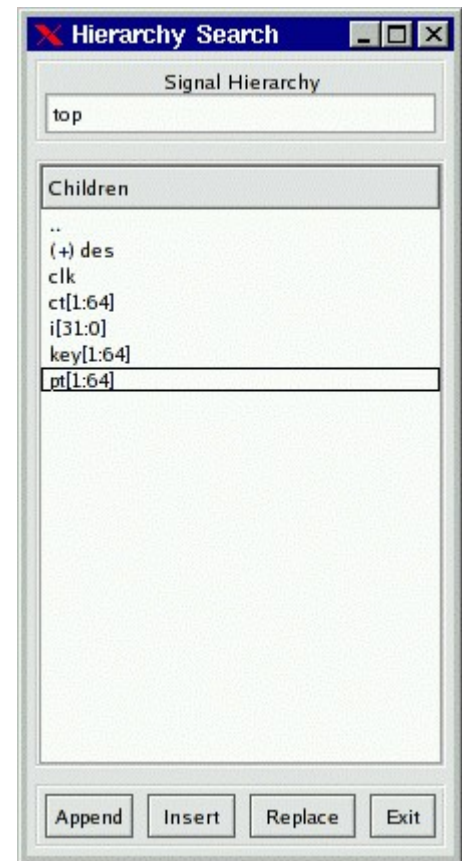 Hierarchy Search
Signal Hierarchy
top
Children
..
(+) des
clk
ct[1:64]
i[31:0]
key[1:64]
pt[1:64]
Append Insert Replace Exit